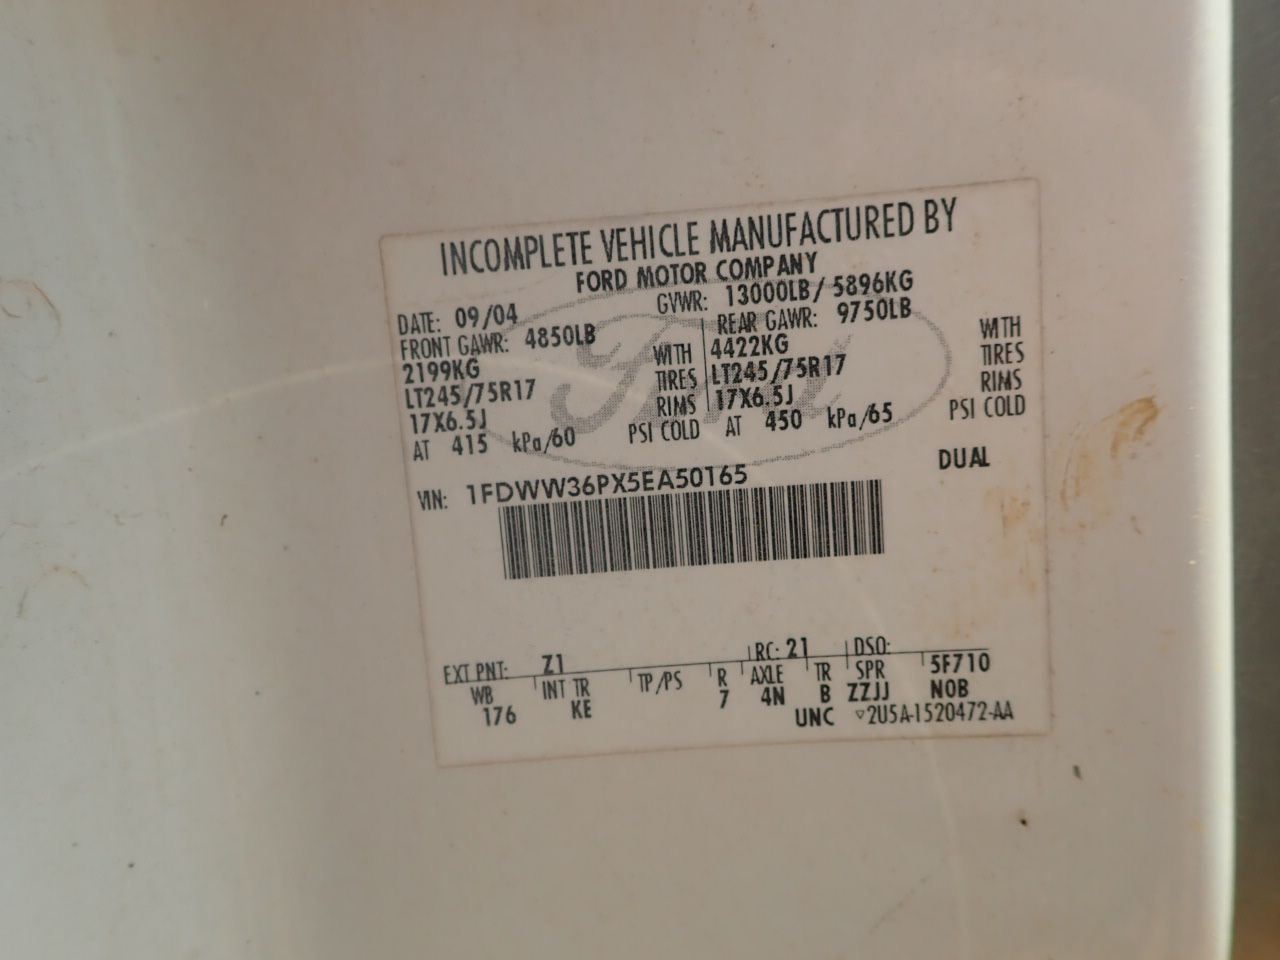 INCOMPLETE VEHICLE MANUFACTURED BY
FORD MOTOR COMPANY
DATE: 09/04 GVWR: 13000LB/ 5896KG
FRONT GAWR: 4850LB REAR GAWR: 9750LB
2199KG WITH 4422KG WITH
LT245/75R17 TIRES LT245/75R17 TIRES
17X6.5J RIMS 17X6.5J RIMS
AT 415 kPa/60 PSI COLD AT 450 kPa/65 PSI COLD
DUAL
VIN: 1FDWW36PX5EA50165
EXT PNT: Z1 RC: 21 DSO:
WB INT TR TP/PS R AXLE TR SPR 5F710
176 KE 7 4N B ZZJJ NOB
UNC ▽2U5A-1520472-AA
Ford